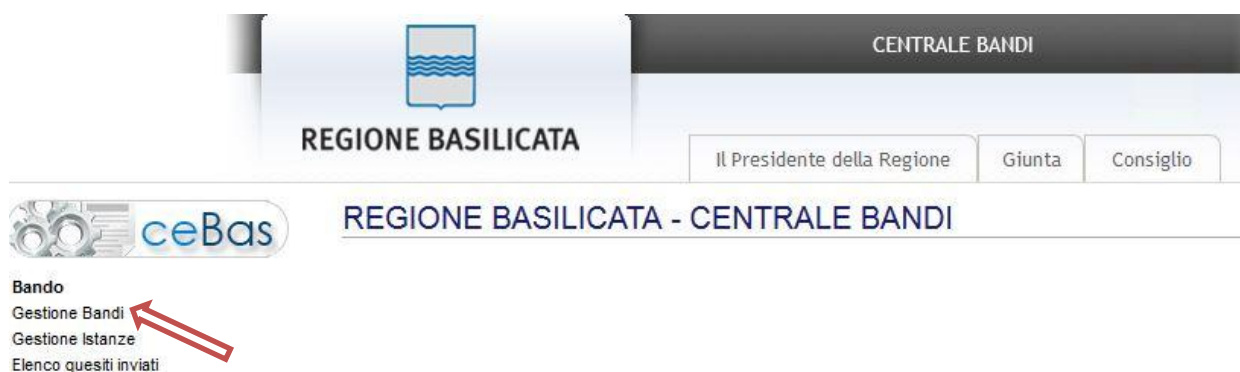 CENTRALE BANDI
REGIONE BASILICATA
Il Presidente della Regione Giunta Consiglio
ceBas
REGIONE BASILICATA - CENTRALE BANDI
Bando
Gestione Bandi
Gestione Istanze
Elenco quesiti inviati